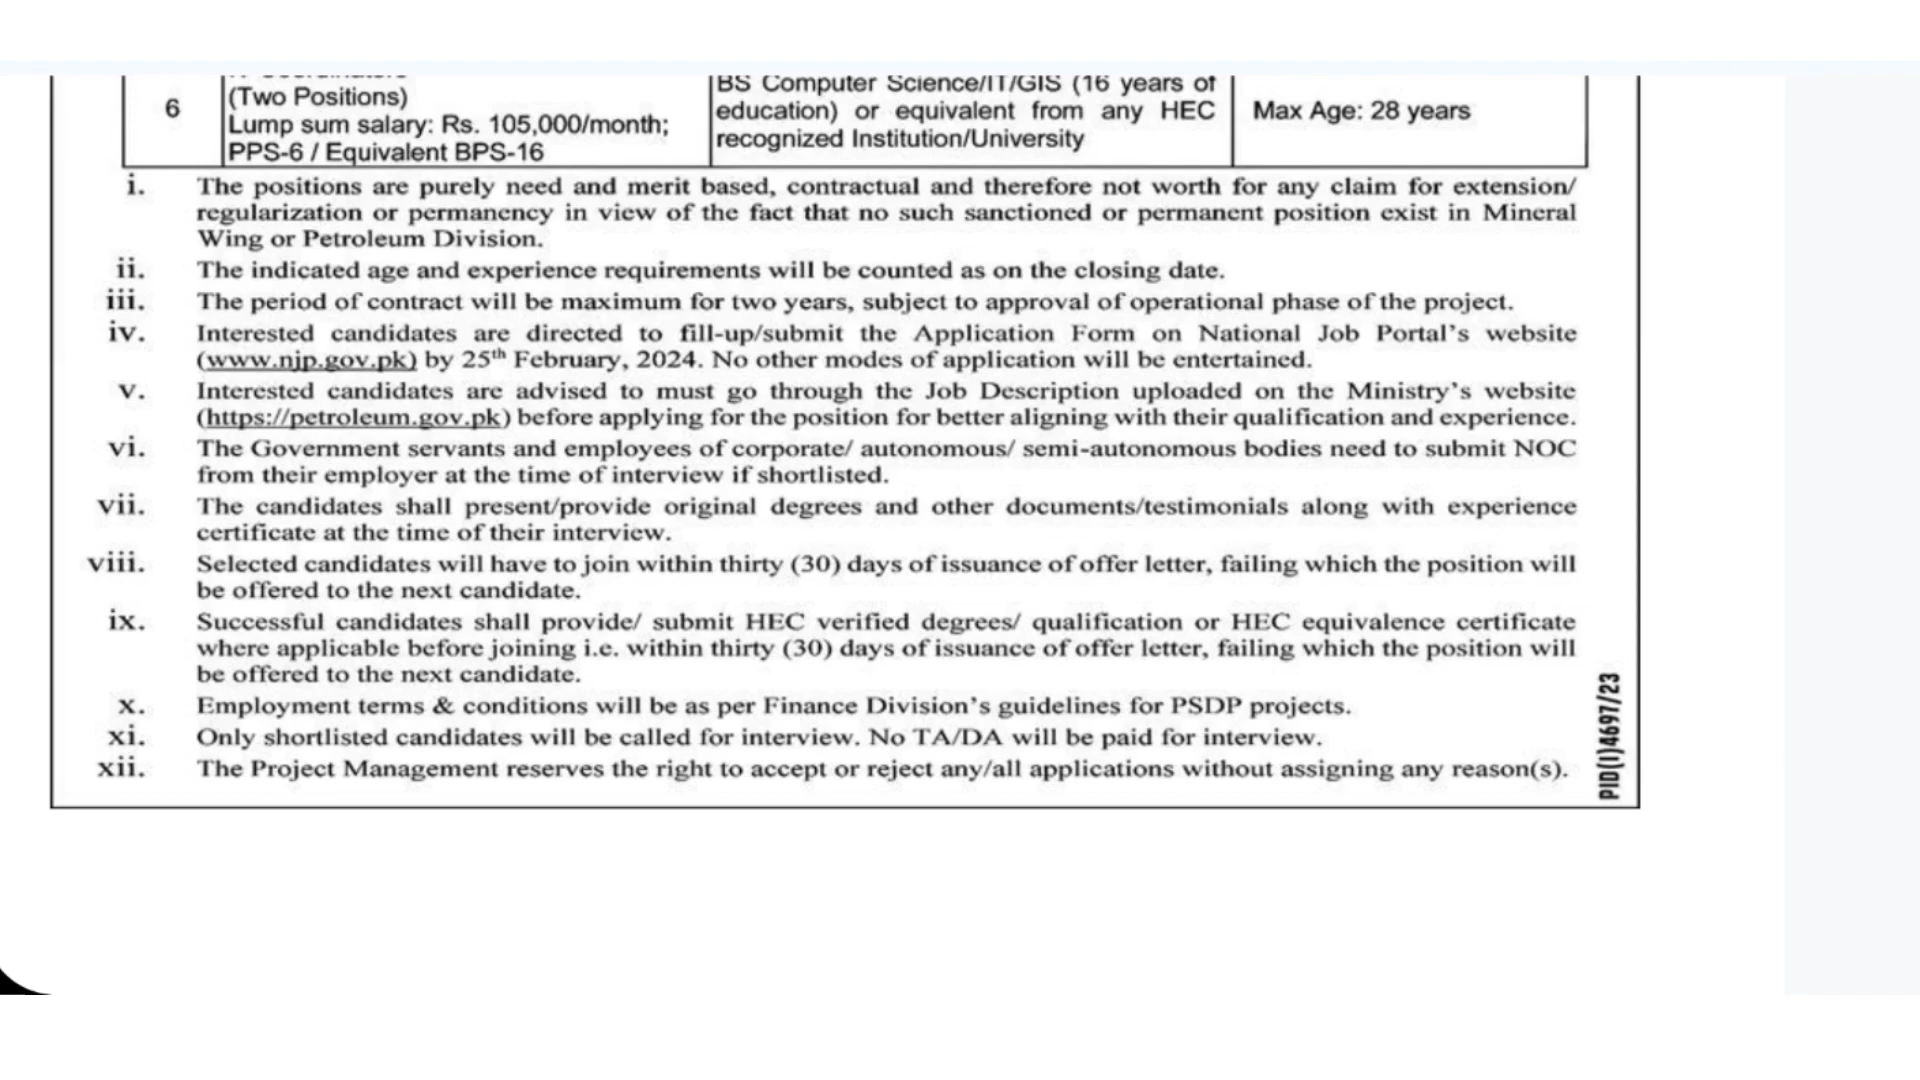 6
(Two Positions)
Lump sum salary: Rs. 105,000/month;
PPS-6 / Equivalent BPS-16
BS Computer Science/IT/GIS (16 years of
education) or equivalent from any HEC
recognized Institution/University
Max Age: 28 years
i. The positions are purely need and merit based, contractual and therefore not worth for any claim for extension/
regularization or permanency in view of the fact that no such sanctioned or permanent position exist in Mineral
Wing or Petroleum Division.
ii. The indicated age and experience requirements will be counted as on the closing date.
iii. The period of contract will be maximum for two years, subject to approval of operational phase of the project.
iv. Interested candidates are directed to fill-up/submit the Application Form on National Job Portal's website
(www.njp.gov.pk) by 25th February, 2024. No other modes of application will be entertained.
v. Interested candidates are advised to must go through the Job Description uploaded on the Ministry's website
(https://petroleum.gov.pk) before applying for the position for better aligning with their qualification and experience.
vi. The Government servants and employees of corporate/ autonomous/ semi-autonomous bodies need to submit NOC
from their employer at the time of interview if shortlisted.
vii. The candidates shall present/provide original degrees and other documents/testimonials along with experience
certificate at the time of their interview.
viii. Selected candidates will have to join within thirty (30) days of issuance of offer letter, failing which the position will
be offered to the next candidate.
ix. Successful candidates shall provide/ submit HEC verified degrees/ qualification or HEC equivalence certificate
where applicable before joining i.e. within thirty (30) days of issuance of offer letter, failing which the position will
be offered to the next candidate.
x. Employment terms & conditions will be as per Finance Division's guidelines for PSDP projects.
xi. Only shortlisted candidates will be called for interview. No TA/DA will be paid for interview.
xii. The Project Management reserves the right to accept or reject any/all applications without assigning any reason(s).
PID(I)4697/23